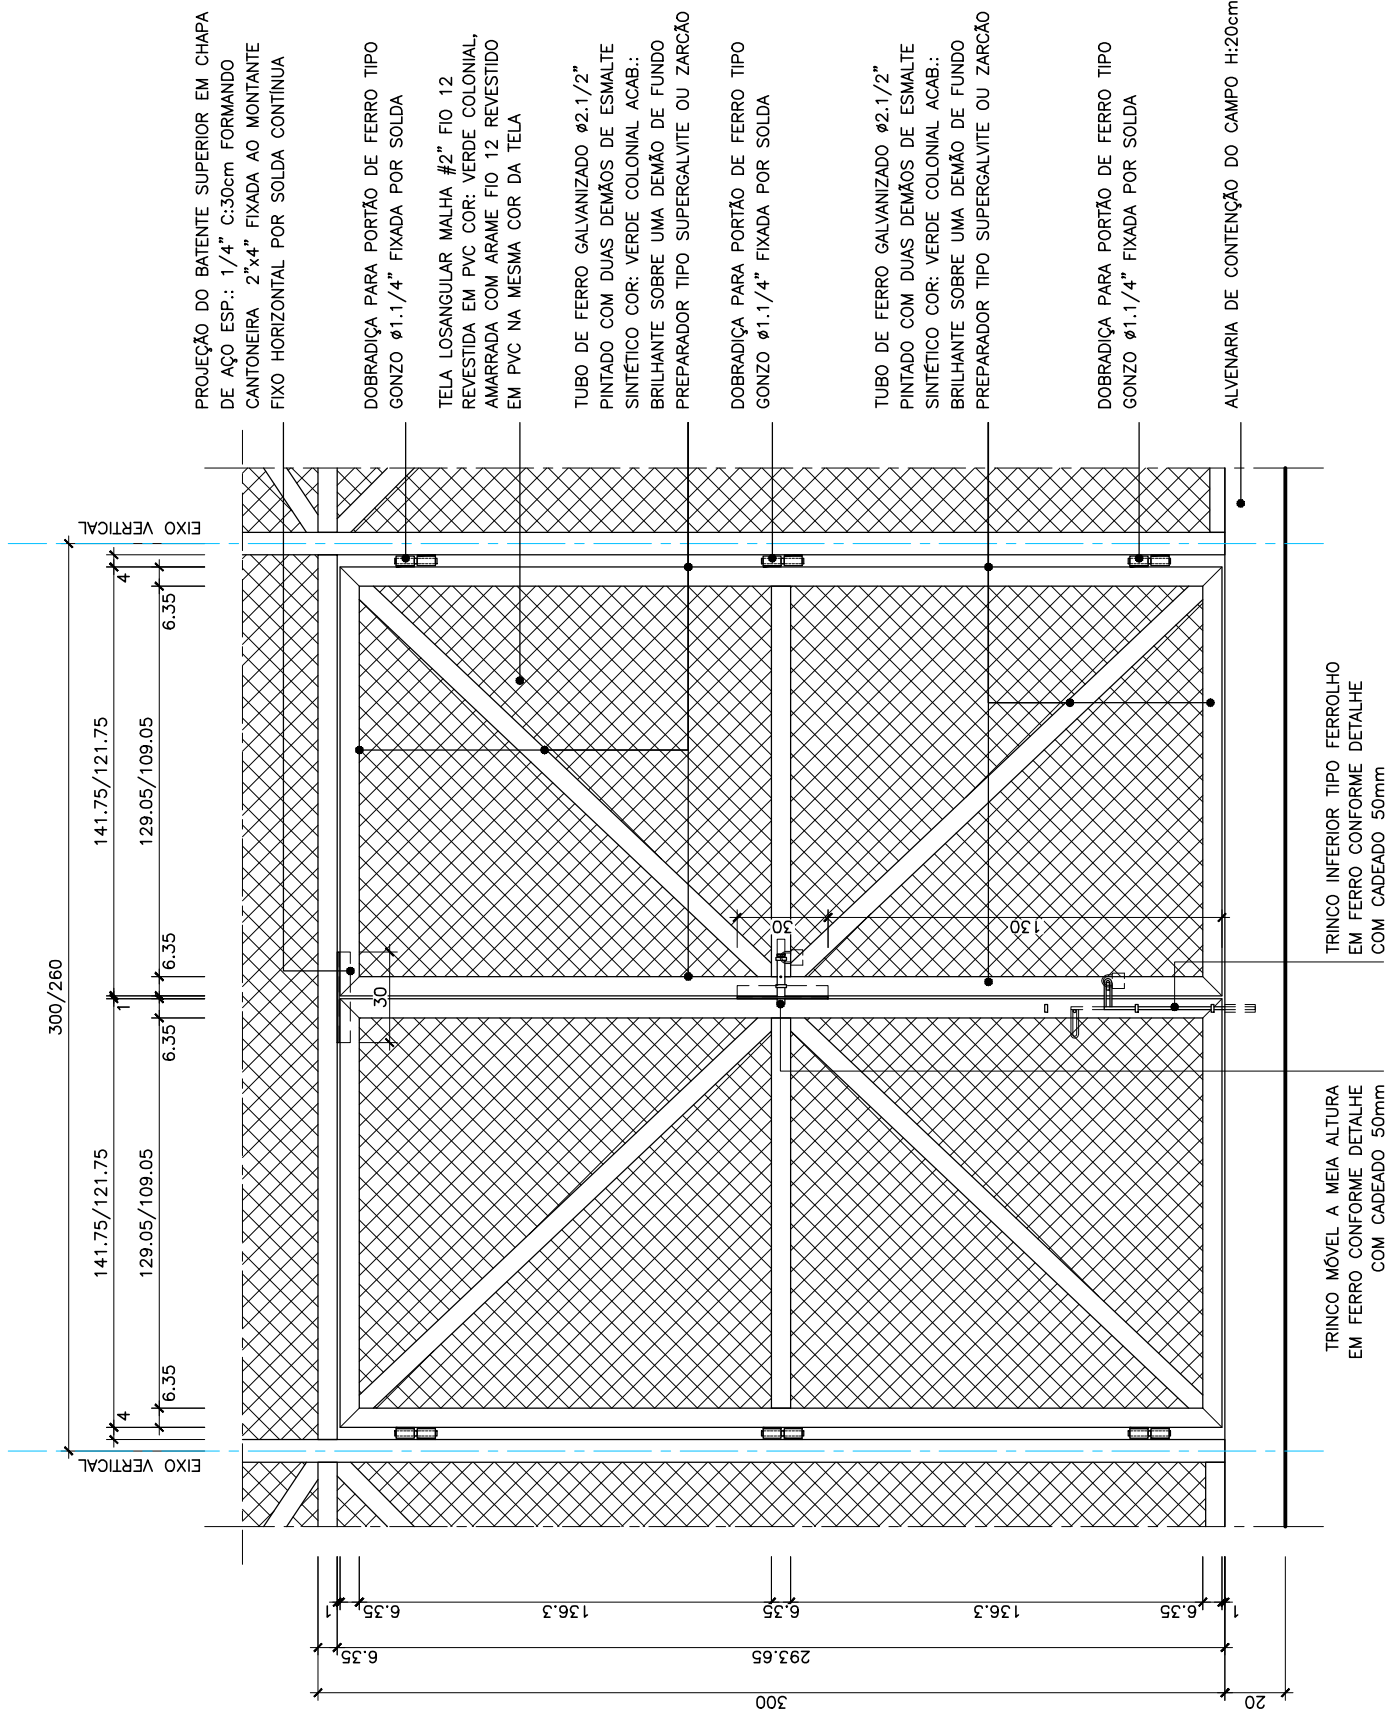 PROJEÇÃO DO BATENTE SUPERIOR EM CHAPA
DE AÇO ESP.: 1/4" C:30cm FORMANDO
CANTONEIRA 2"x4" FIXADA AO MONTANTE
FIXO HORIZONTAL POR SOLDA CONTÍNUA
DOBRADIÇA PARA PORTÃO DE FERRO TIPO
GONZO ø1.1/4" FIXADA POR SOLDA
TELA LOSANGULAR MALHA #2" FIO 12
REVESTIDA EM PVC COR: VERDE COLONIAL,
AMARRADA COM ARAME FIO 12 REVESTIDO
EM PVC NA MESMA COR DA TELA
TUBO DE FERRO GALVANIZADO ø2.1/2"
PINTADO COM DUAS DEMÃOS DE ESMALTE
SINTÉTICO COR: VERDE COLONIAL ACAB.:
BRILHANTE SOBRE UMA DEMÃO DE FUNDO
PREPARADOR TIPO SUPERGALVITE OU ZARCÃO
DOBRADIÇA PARA PORTÃO DE FERRO TIPO
GONZO ø1.1/4" FIXADA POR SOLDA
TUBO DE FERRO GALVANIZADO ø2.1/2"
PINTADO COM DUAS DEMÃOS DE ESMALTE
SINTÉTICO COR: VERDE COLONIAL ACAB.:
BRILHANTE SOBRE UMA DEMÃO DE FUNDO
PREPARADOR TIPO SUPERGALVITE OU ZARCÃO
DOBRADIÇA PARA PORTÃO DE FERRO TIPO
GONZO ø1.1/4" FIXADA POR SOLDA
ALVENARIA DE CONTENÇÃO DO CAMPO H:20cm
EIXO VERTICAL
EIXO VERTICAL
300/260
4
141.75/121.75
1
141.75/121.75
4
6.35
129.05/109.05
6.35
6.35
129.05/109.05
6.35
30
30
130
1
6.35
136.3
6.35
136.3
6.35
1
6.35
293.65
300
20
TRINCO INFERIOR TIPO FERROLHO
EM FERRO CONFORME DETALHE
COM CADEADO 50mm
TRINCO MÓVEL A MEIA ALTURA
EM FERRO CONFORME DETALHE
COM CADEADO 50mm